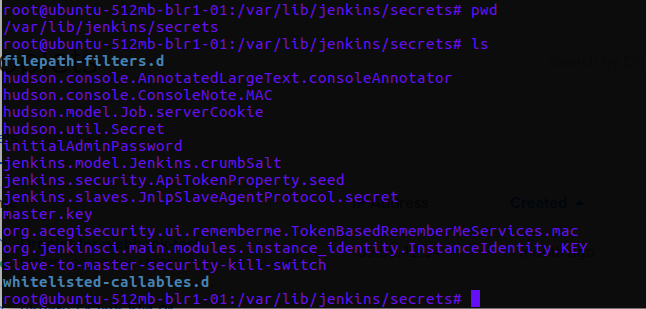 root@ubuntu-512mb-blr1-01:/var/lib/jenkins/secrets# pwd
/var/lib/jenkins/secrets
root@ubuntu-512mb-blr1-01:/var/lib/jenkins/secrets# ls
filepath-filters.d
hudson.console.AnnotatedLargeText.consoleAnnotator
hudson.console.ConsoleNote.MAC
hudson.model.Job.serverCookie
hudson.util.Secret
initialAdminPassword
jenkins.model.Jenkins.crumbSalt
jenkins.security.ApiTokenProperty.seed
jenkins.slaves.JnlpSlaveAgentProtocol.secret
Address Created
master.key
org.acegisecurity.ui.rememberme.TokenBasedRememberMeServices.mac
org.jenkinsci.main.modules.instance_identity.InstanceIdentity.KEY
slave-to-master-security-kill-switch
whitelisted-callables.d
root@ubuntu-512mb-blr1-01:/var/lib/jenkins/secrets#